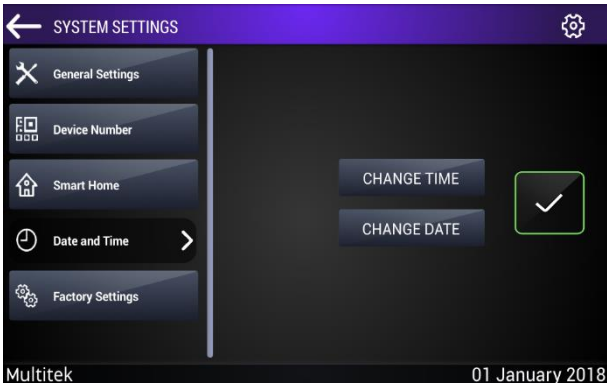 SYSTEM SETTINGS
General Settings
Device Number
Smart Home
Date and Time
Factory Settings
CHANGE TIME
CHANGE DATE
Multitek
01 January 2018